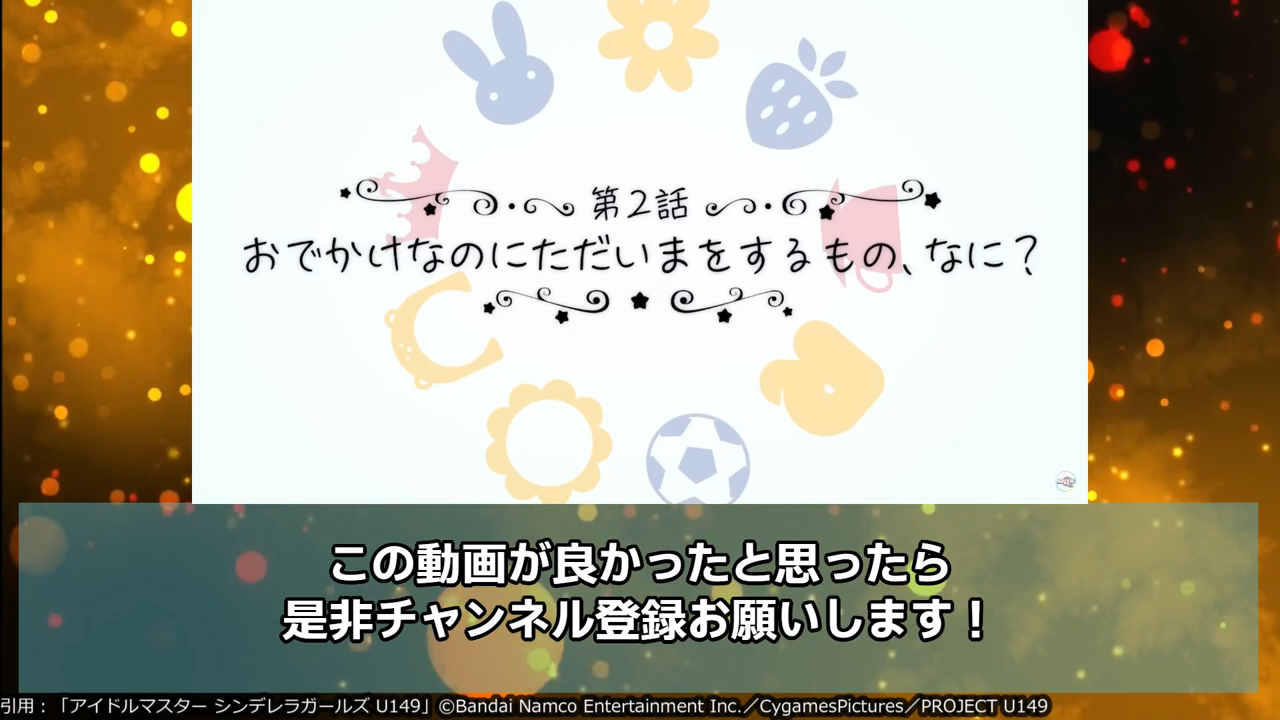 第2話
おでかけなのにただいまをするもの、なに？
この動画が良かったと思ったら
是非チャンネル登録お願いします！
引用：「アイドルマスター シンデレラガールズ U149」©Bandai Namco Entertainment Inc.／CygamesPictures／PROJECT U149